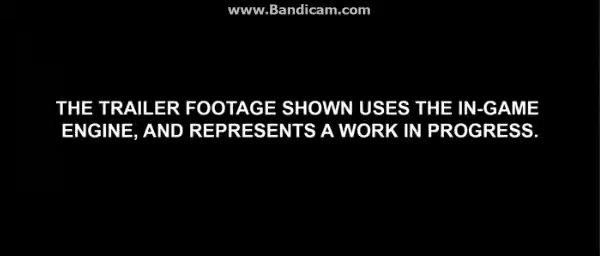 www.Bandicam.com
THE TRAILER FOOTAGE SHOWN USES THE IN-GAME
ENGINE, AND REPRESENTS A WORK IN PROGRESS.